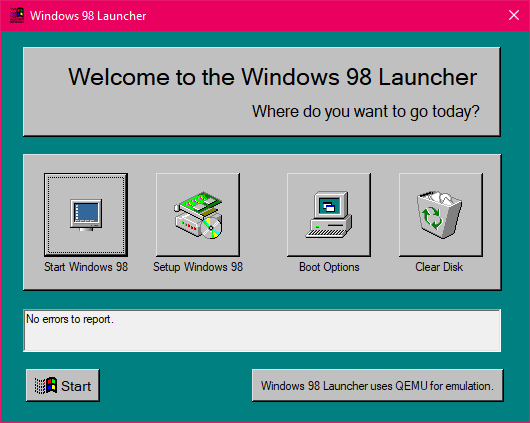 Windows 98 Launcher
Welcome to the Windows 98 Launcher
Where do you want to go today?
Start Windows 98
Setup Windows 98
Boot Options
Clear Disk
No errors to report.
Start
Windows 98 Launcher uses QEMU for emulation.